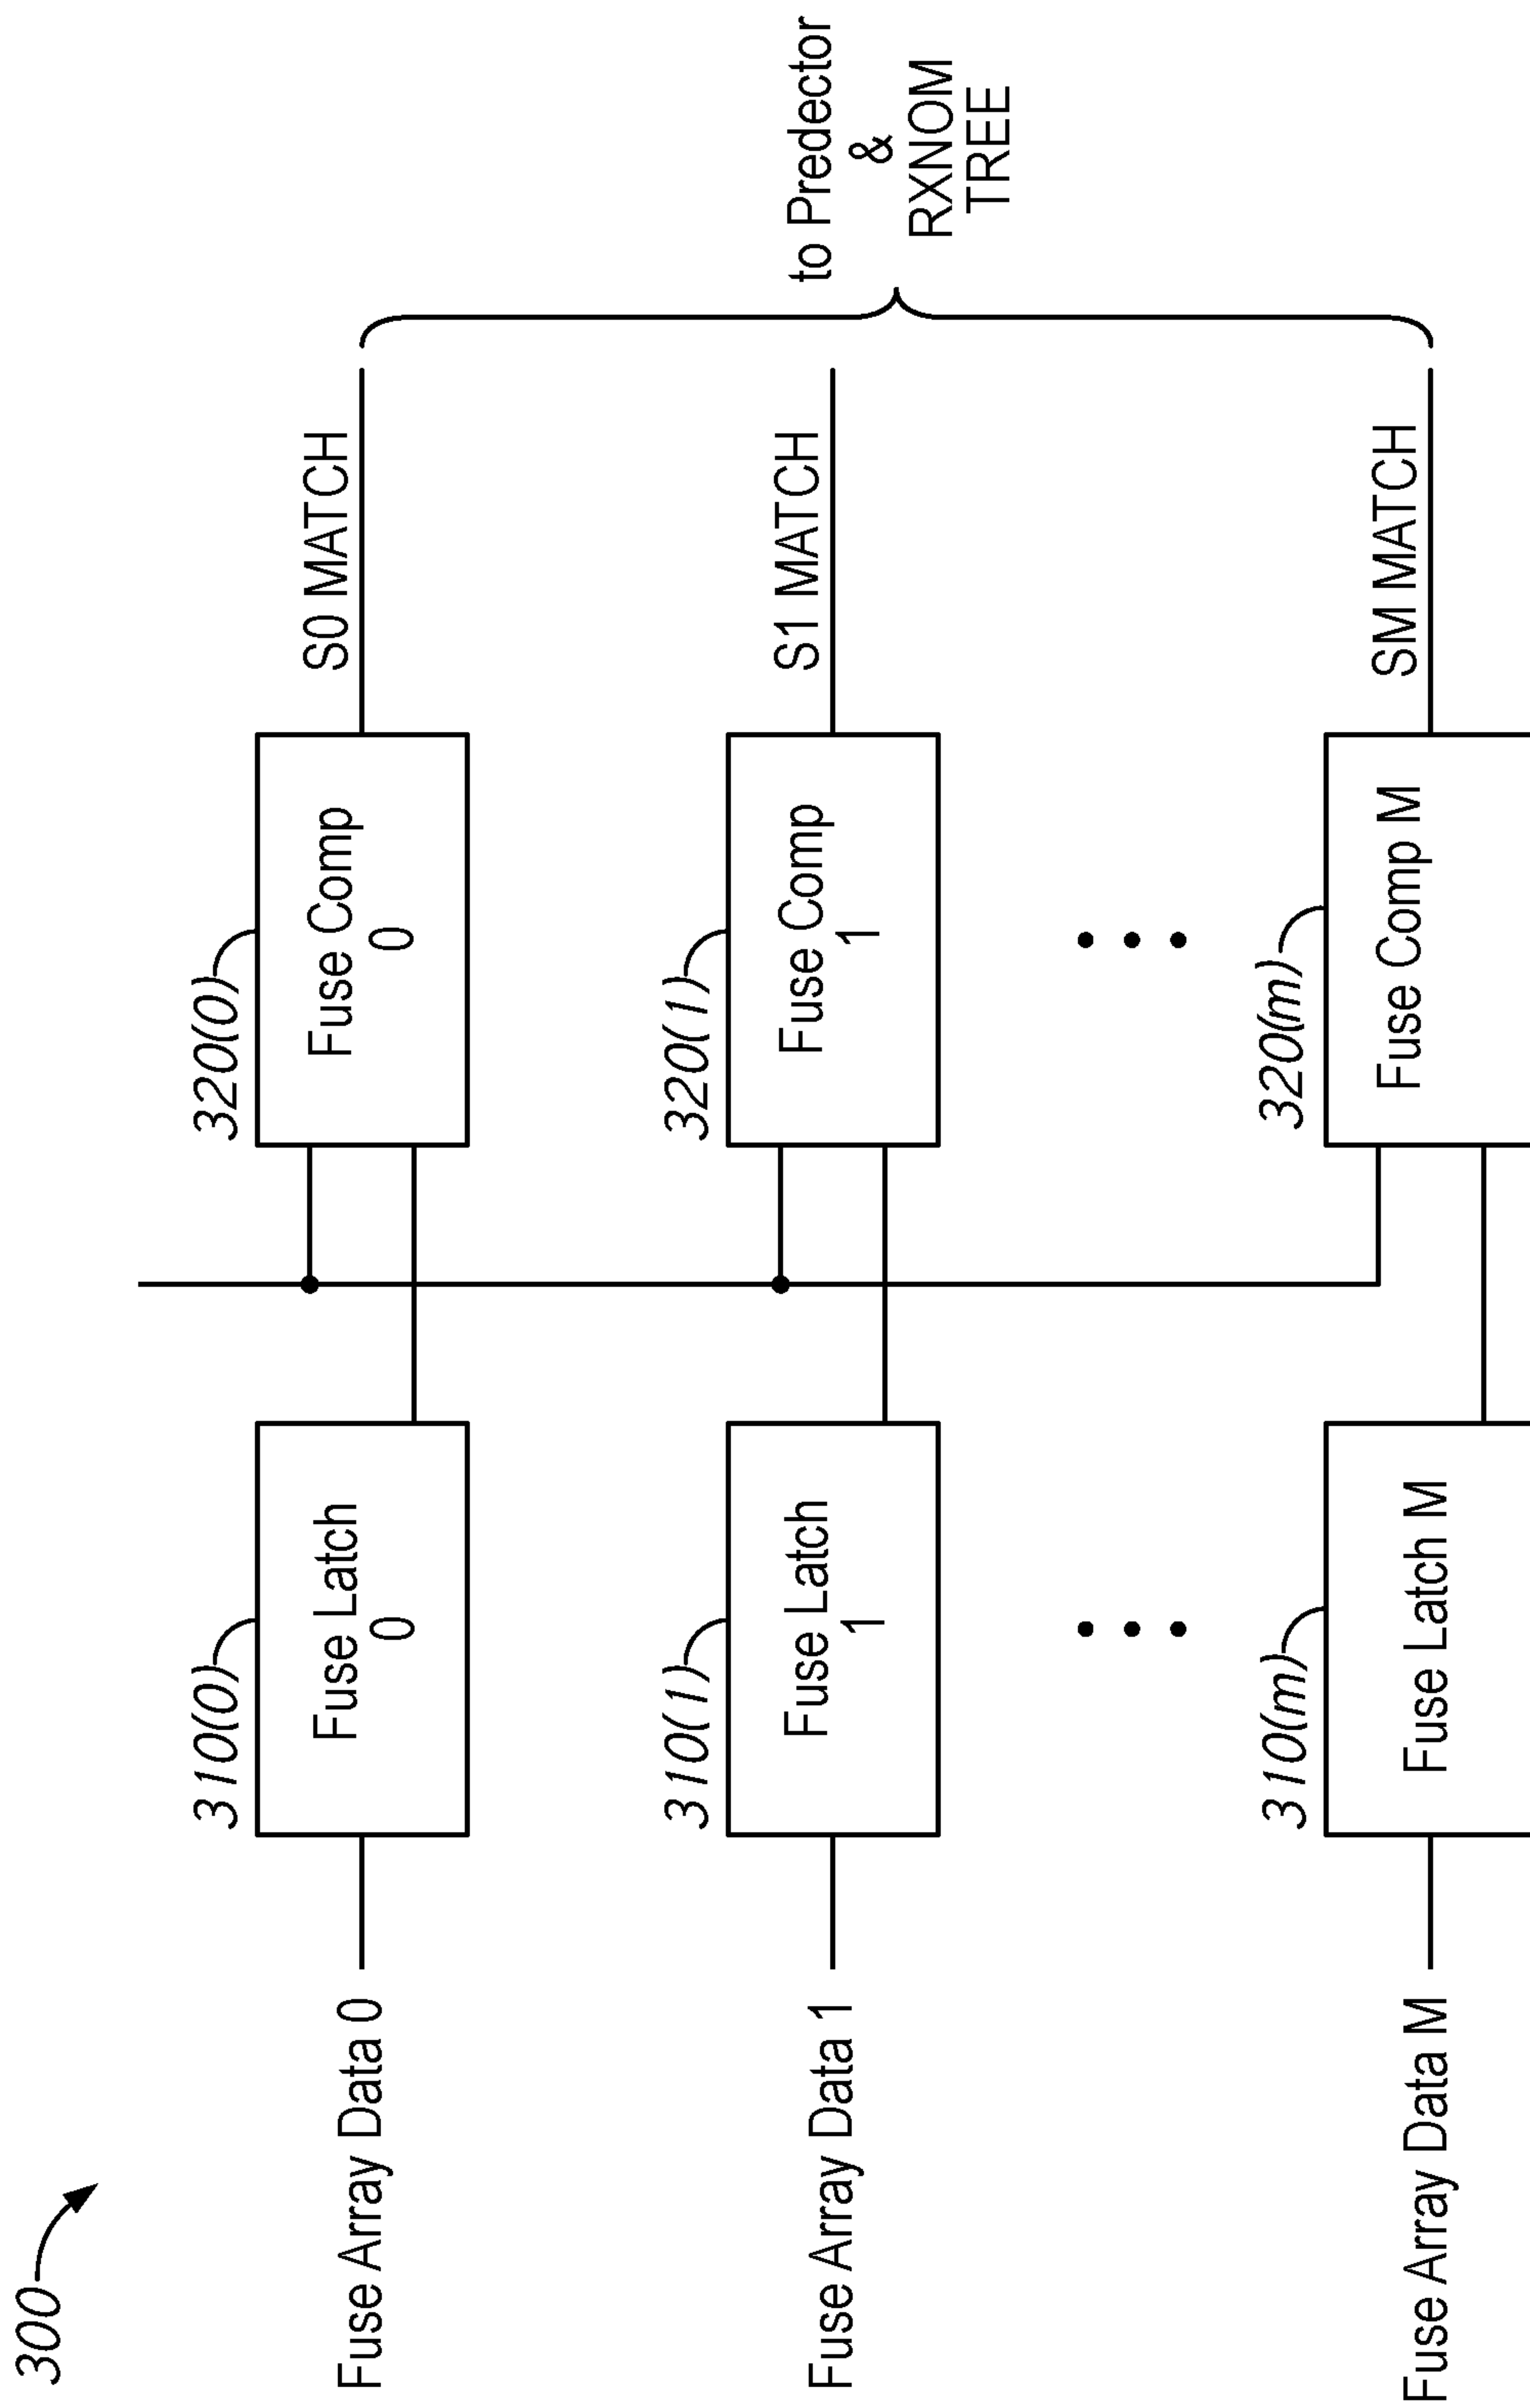 300
310(0)
320(0)
Fuse Array Data 0
Fuse Latch
0
Fuse Comp
0
S0 MATCH
310(1)
320(1)
Fuse Array Data 1
Fuse Latch
1
Fuse Comp
1
S1 MATCH
to Predector
&
RXNOM
TREE
310(m)
320(m)
Fuse Array Data M
Fuse Latch M
Fuse Comp M
SM MATCH